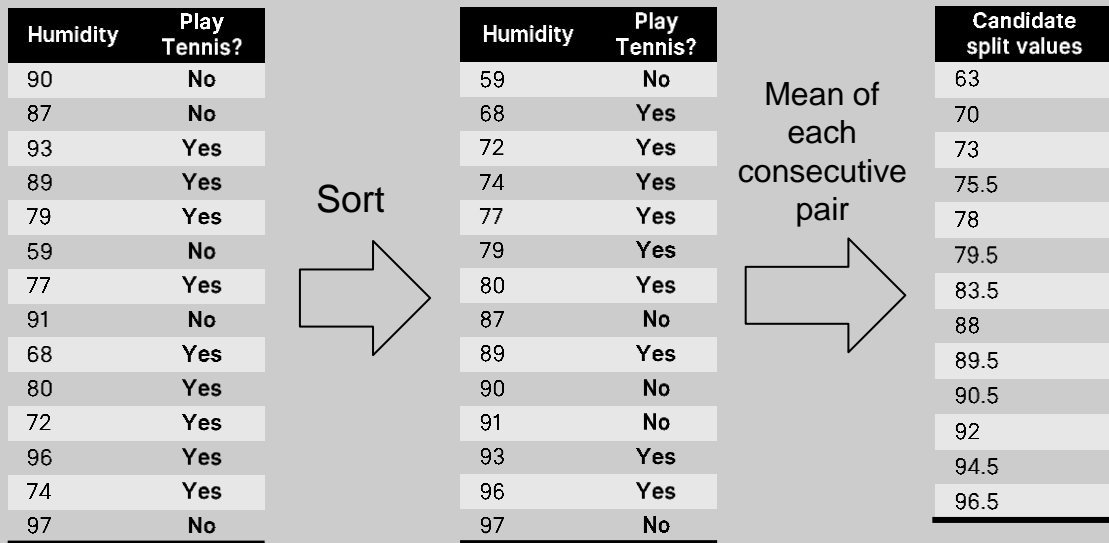 Humidity Play Tennis?
90 No
87 No
93 Yes
89 Yes
79 Yes
59 No
77 Yes
91 No
68 Yes
80 Yes
72 Yes
96 Yes
74 Yes
97 No
Sort
Humidity Play Tennis?
59 No
68 Yes
72 Yes
74 Yes
77 Yes
79 Yes
80 Yes
87 No
89 Yes
90 No
91 No
93 Yes
96 Yes
97 No
Mean of
each
consecutive
pair
Candidate
split values
63
70
73
75.5
78
79.5
83.5
88
89.5
90.5
92
94.5
96.5